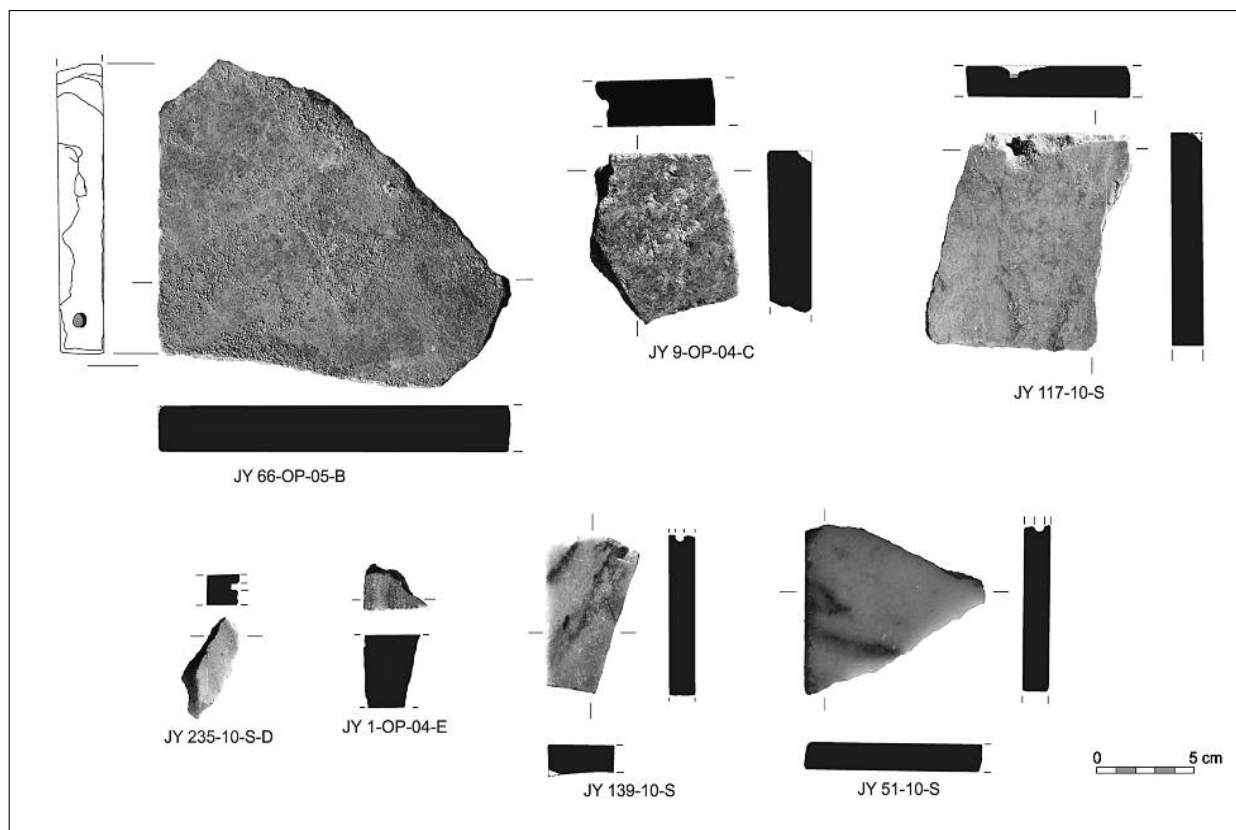 JY 9-OP-04-C
JY 117-10-S
JY 66-OP-05-B
JY 235-10-S-D
JY 1-OP-04-E
JY 139-10-S
JY 51-10-S
0 5 cm